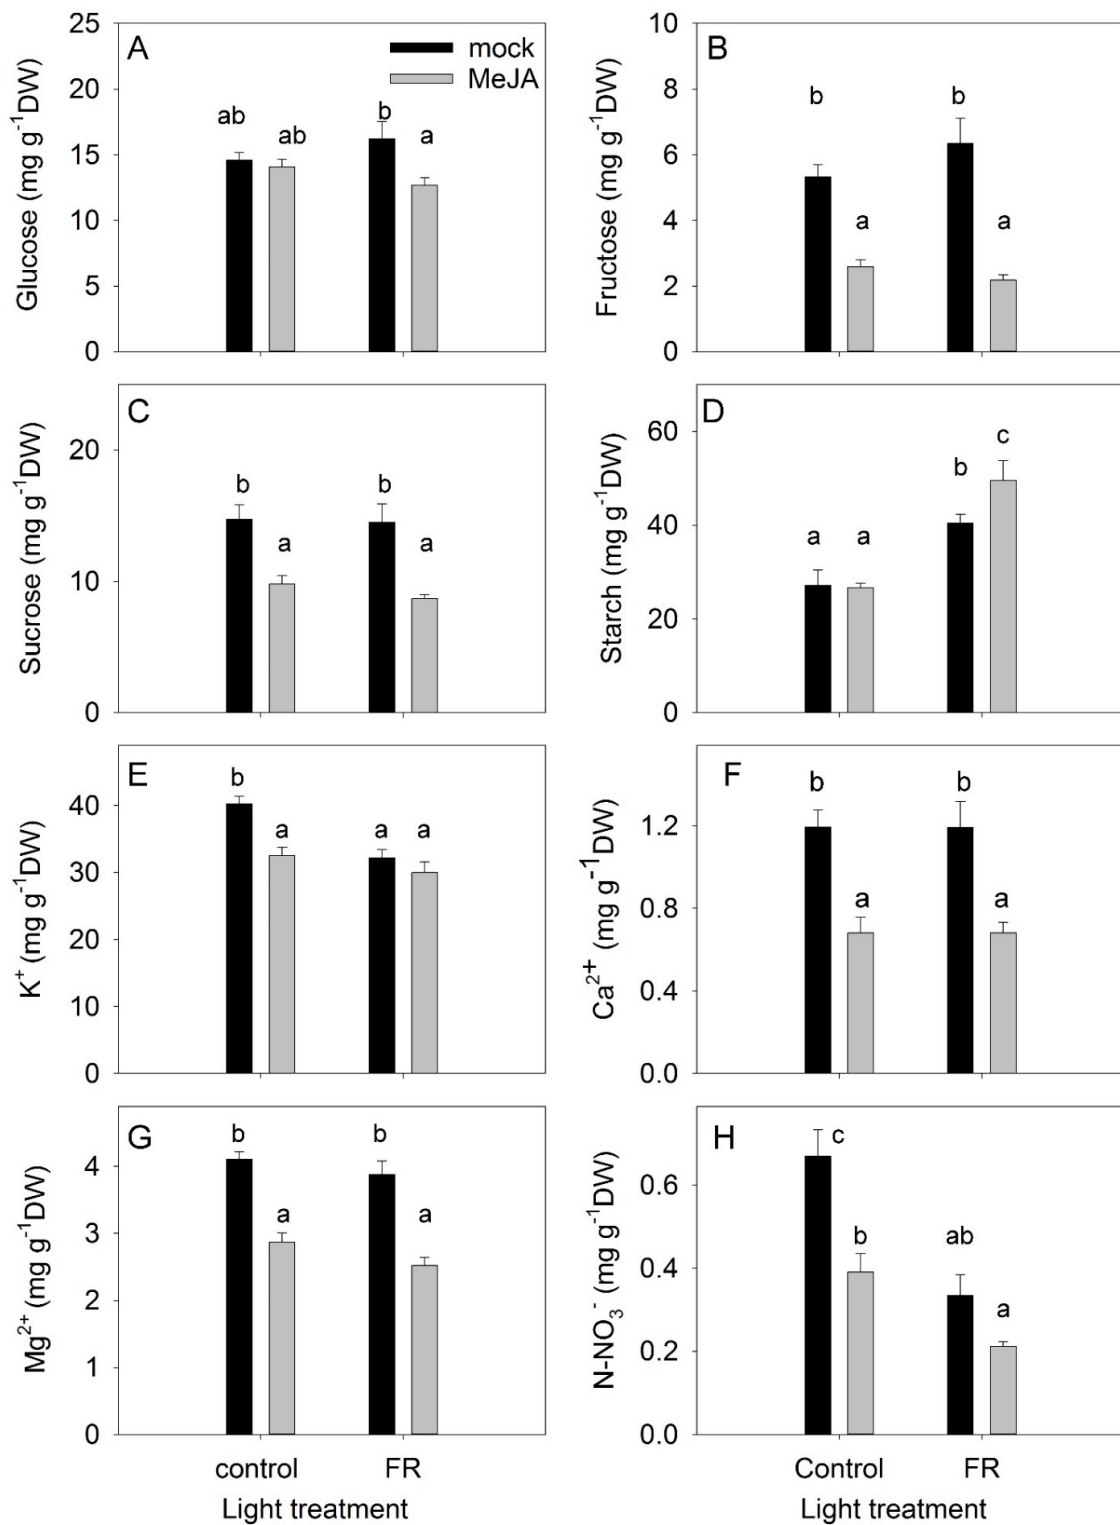 A
mock
MeJA
Glucose (mg g⁻¹DW)
25
20
15
10
5
0
ab
ab
b
a
B
Fructose (mg g⁻¹DW)
10
8
6
4
2
0
b
a
b
a
C
Sucrose (mg g⁻¹DW)
20
10
0
b
a
b
a
D
Starch (mg g⁻¹DW)
60
40
20
0
a
a
b
c
E
K⁺ (mg g⁻¹DW)
40
30
20
10
0
b
a
a
a
F
Ca²⁺ (mg g⁻¹DW)
1.2
0.8
0.4
0.0
b
a
b
a
G
Mg²⁺ (mg g⁻¹DW)
4
3
2
1
0
b
a
b
a
control
FR
Light treatment
H
N-NO₃⁻ (mg g⁻¹DW)
0.6
0.4
0.2
0.0
c
b
ab
a
Control
FR
Light treatment